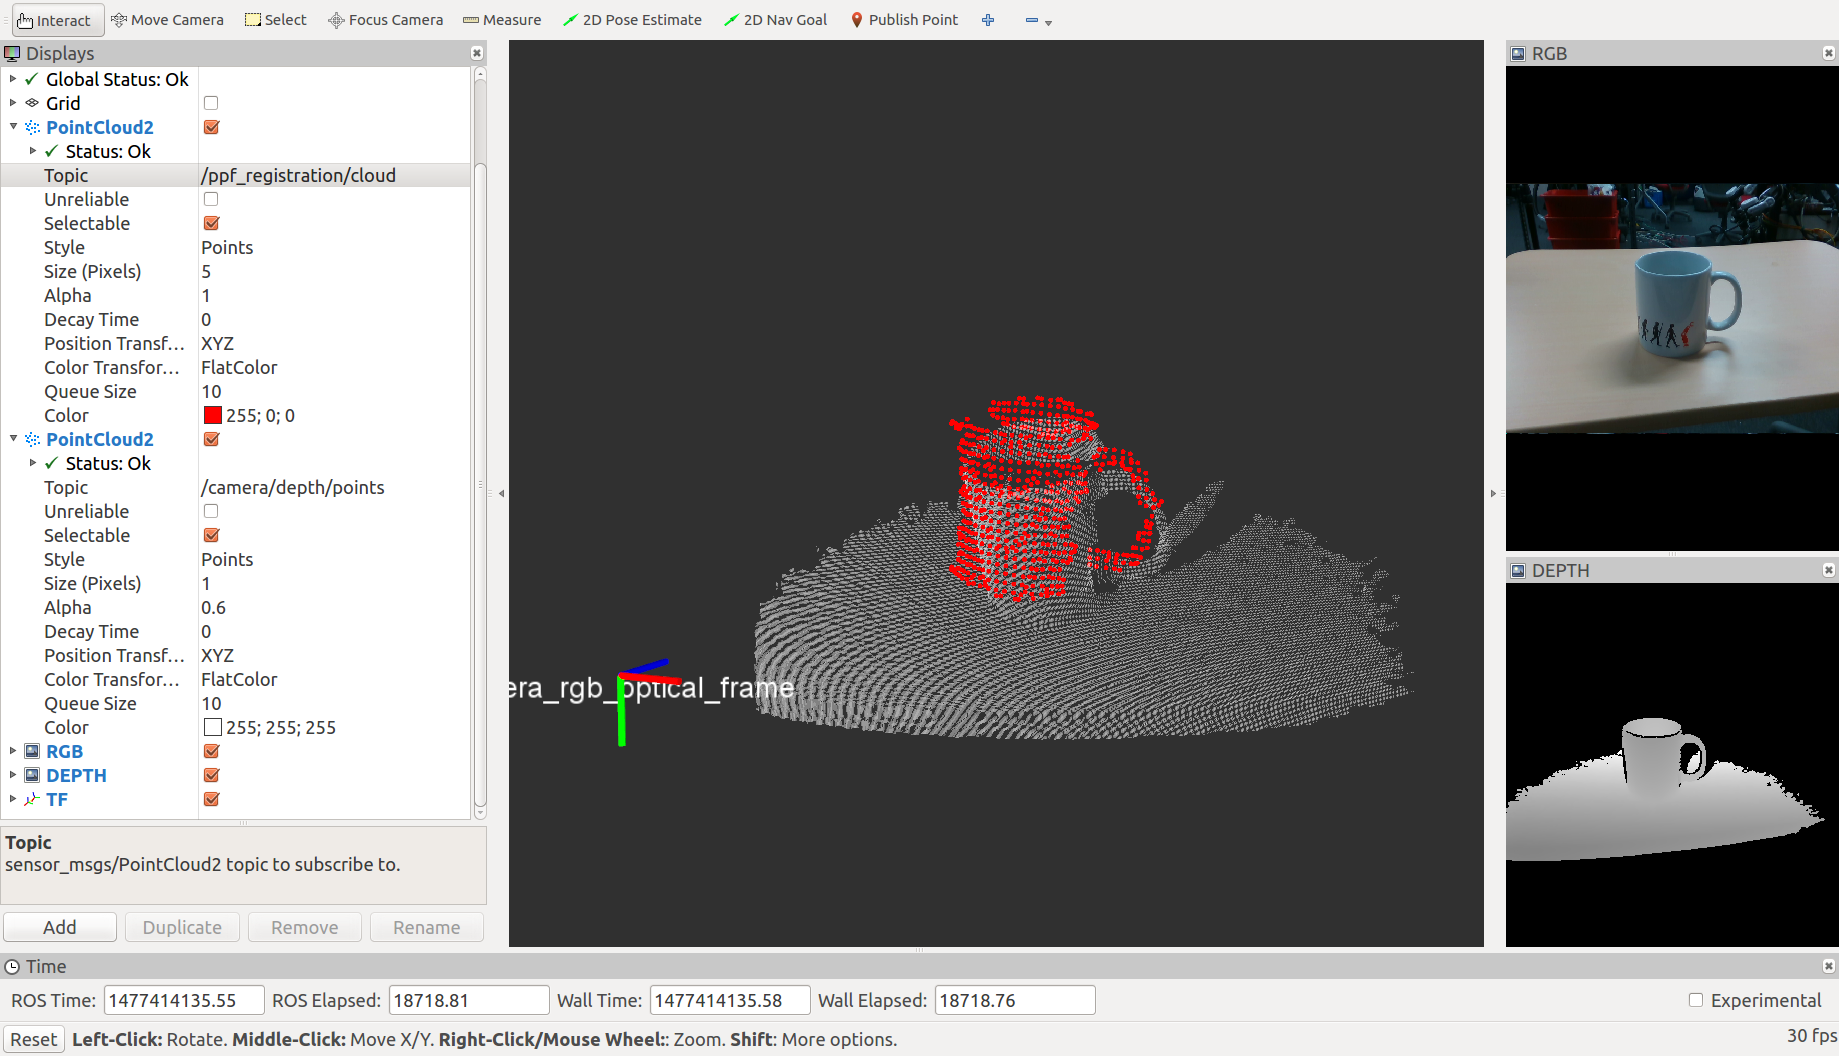 Interact Move Camera Select Focus Camera Measure 2D Pose Estimate 2D Nav Goal Publish Point
Displays
Global Status: Ok
Grid
PointCloud2
Status: Ok
Topic /ppf_registration/cloud
Unreliable
Selectable
Style Points
Size (Pixels) 5
Alpha 1
Decay Time 0
Position Transf... XYZ
Color Transfor... FlatColor
Queue Size 10
Color 255; 0; 0
PointCloud2
Status: Ok
Topic /camera/depth/points
Unreliable
Selectable
Style Points
Size (Pixels) 1
Alpha 0.6
Decay Time 0
Position Transf... XYZ
Color Transfor... FlatColor
Queue Size 10
Color 255; 255; 255
RGB
DEPTH
TF
Topic
sensor_msgs/PointCloud2 topic to subscribe to.
Add Duplicate Remove Rename
era_rgb_optical_frame
RGB
DEPTH
Time
ROS Time: 1477414135.55 ROS Elapsed: 18718.81 Wall Time: 1477414135.58 Wall Elapsed: 18718.76 Experimental
Reset Left-Click: Rotate. Middle-Click: Move X/Y. Right-Click/Mouse Wheel:: Zoom. Shift: More options. 30 fps